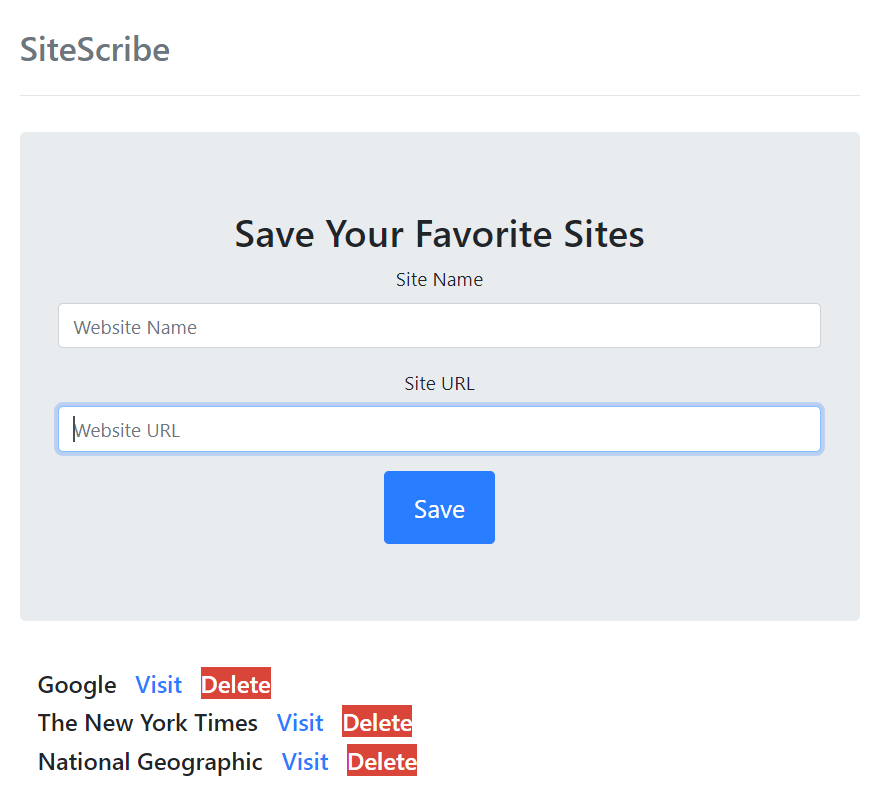 SiteScribe
Save Your Favorite Sites
Site Name
Website Name
Site URL
Website URL
Save
Google Visit Delete
The New York Times Visit Delete
National Geographic Visit Delete